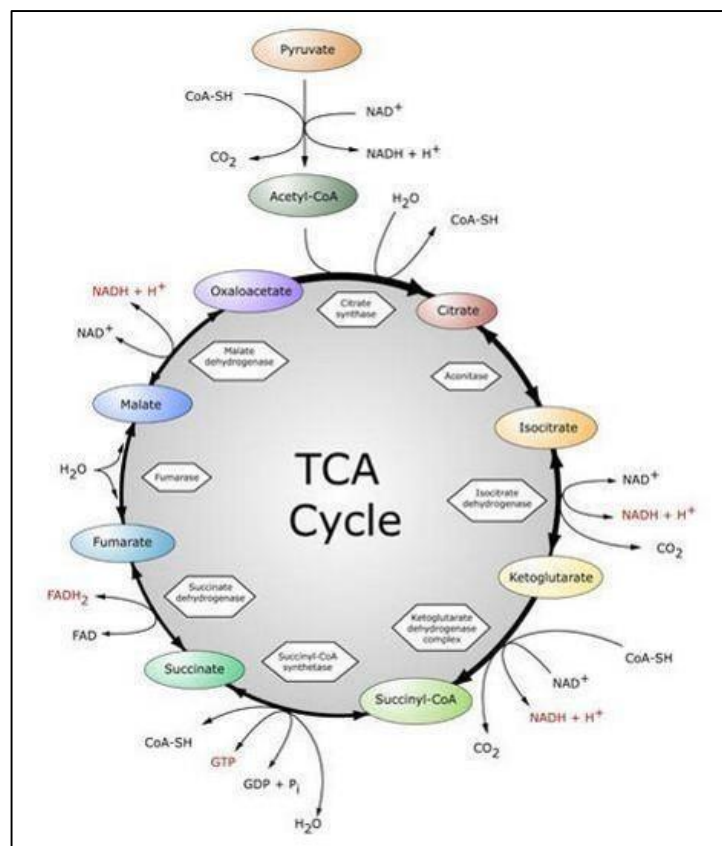 Pyruvate
CoA-SH
NAD⁺
CO₂
NADH + H⁺
Acetyl-CoA
H₂O
CoA-SH
Oxaloacetate
Citrate
synthase
Citrate
NADH + H⁺
NAD⁺
Malate
dehydrogenase
Aconitase
Malate
Isocitrate
H₂O
Fumarase
TCA
Cycle
Isocitrate
dehydrogenase
NAD⁺
NADH + H⁺
CO₂
Fumarate
Ketoglutarate
FADH₂
FAD
Succinate
dehydrogenase
Ketoglutarate
dehydrogenase
complex
Succinate
Succinyl-CoA
synthetase
Succinyl-CoA
CoA-SH
NAD⁺
NADH + H⁺
CO₂
CoA-SH
GTP
GDP + Pᵢ
H₂O